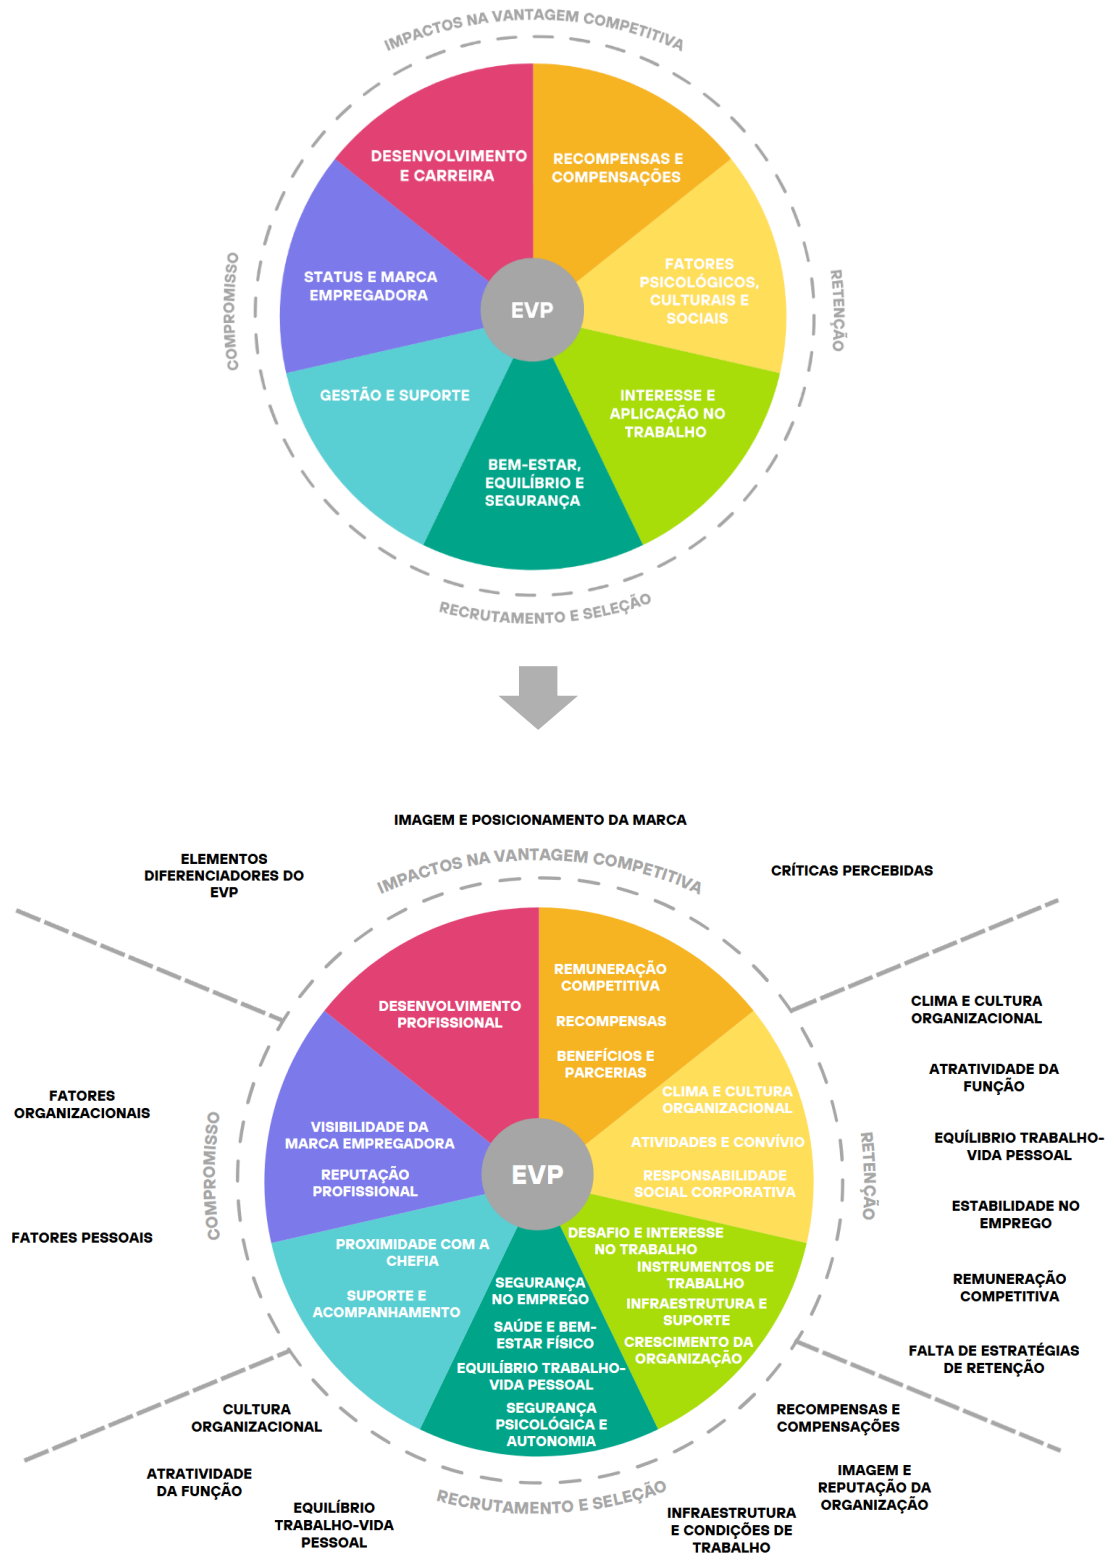 IMPACTOS NA VANTAGEM COMPETITIVA
DESENVOLVIMENTO
E CARREIRA
RECOMPENSAS E
COMPENSAÇÕES
STATUS E MARCA
EMPREGADORA
FATORES
PSICOLÓGICOS,
CULTURAIS E
SOCIAIS
EVP
COMPROMISSO
RETENÇÃO
GESTÃO E SUPORTE
INTERESSE E
APLICAÇÃO NO
TRABALHO
BEM-ESTAR,
EQUILÍBRIO E
SEGURANÇA
RECRUTAMENTO E SELEÇÃO
IMAGEM E POSICIONAMENTO DA MARCA
ELEMENTOS
DIFERENCIADORES DO
EVP
IMPACTOS NA VANTAGEM COMPETITIVA
CRÍTICAS PERCEBIDAS
DESENVOLVIMENTO
PROFISSIONAL
REMUNERAÇÃO
COMPETITIVA
RECOMPENSAS
BENEFÍCIOS E
PARCERIAS
CLIMA E CULTURA
ORGANIZACIONAL
ATIVIDADES E CONVÍVIO
RESPONSABILIDADE
SOCIAL CORPORATIVA
VISIBILIDADE DA
MARCA EMPREGADORA
REPUTAÇÃO
PROFISSIONAL
EVP
COMPROMISSO
RETENÇÃO
FATORES
ORGANIZACIONAIS
FATORES PESSOAIS
CLIMA E CULTURA
ORGANIZACIONAL
ATRATIVIDADE DA
FUNÇÃO
EQUÍLIBRIO TRABALHO-
VIDA PESSOAL
ESTABILIDADE NO
EMPREGO
REMUNERAÇÃO
COMPETITIVA
FALTA DE ESTRATÉGIAS
DE RETENÇÃO
PROXIMIDADE COM A
CHEFIA
SUPORTE E
ACOMPANHAMENTO
DESAFIO E INTERESSE
NO TRABALHO
INSTRUMENTOS DE
TRABALHO
INFRAESTRUTURA E
SUPORTE
CRESCIMENTO DA
ORGANIZAÇÃO
SEGURANÇA
NO EMPREGO
SAÚDE E BEM-
ESTAR FÍSICO
EQUILÍBRIO TRABALHO-
VIDA PESSOAL
SEGURANÇA
PSICOLÓGICA E
AUTONOMIA
RECRUTAMENTO E SELEÇÃO
CULTURA
ORGANIZACIONAL
ATRATIVIDADE
DA FUNÇÃO
EQUILÍBRIO
TRABALHO-VIDA
PESSOAL
RECOMPENSAS E
COMPENSAÇÕES
IMAGEM E
REPUTAÇÃO DA
ORGANIZAÇÃO
INFRAESTRUTURA
E CONDIÇÕES DE
TRABALHO